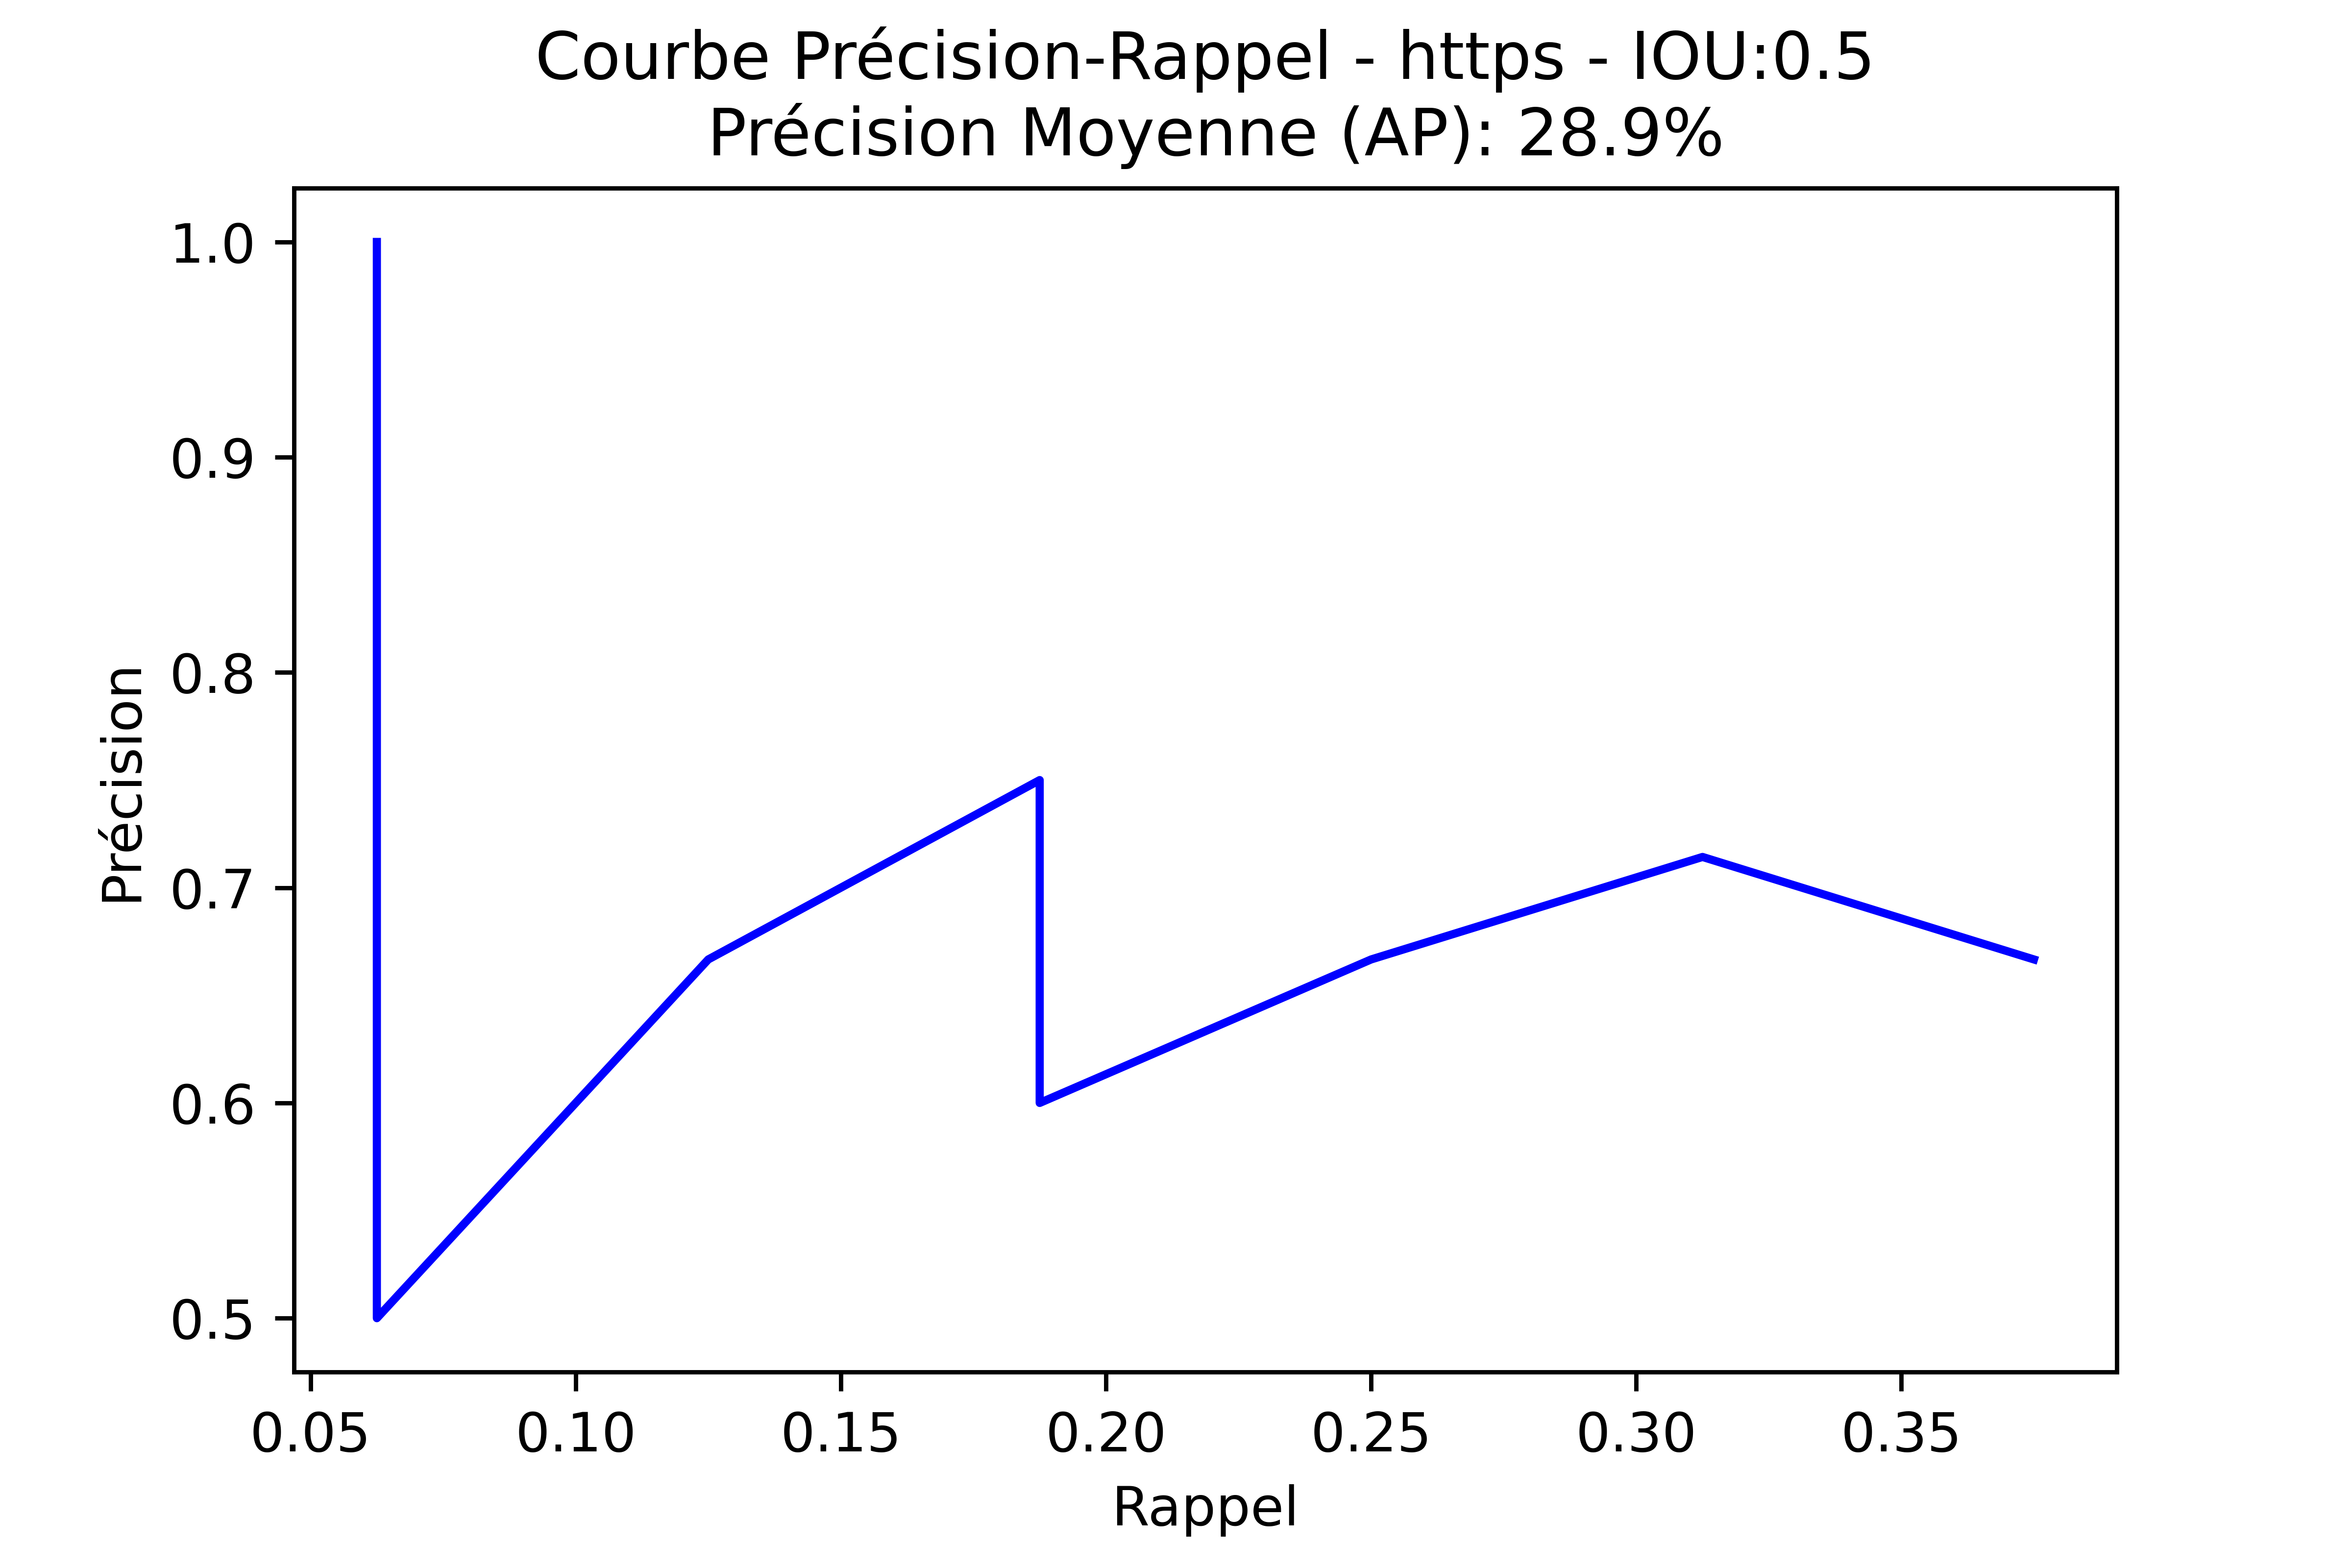 Courbe Précision-Rappel - https - IOU:0.5
Précision Moyenne (AP): 28.9%
1.0
0.9
0.8
0.7
0.6
0.5
Précision
0.05 0.10 0.15 0.20 0.25 0.30 0.35
Rappel